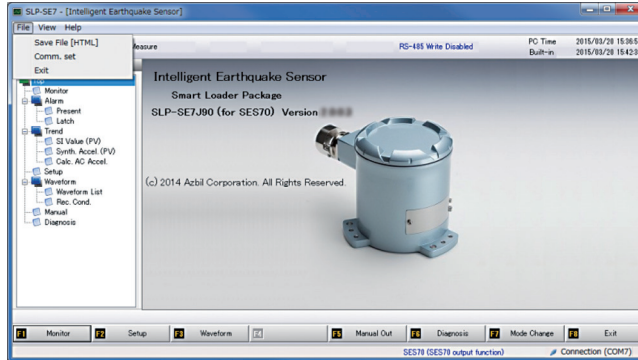 SLP-SE7 - [Intelligent Earthquake Sensor]
File View Help
Save File [HTML]
Comm. set
Exit
Measure
RS-485 Write Disabled
PC Time 2015/03/20 15:36:5
Built-in 2015/03/20 15:42:3
Top
Monitor
Alarm
Present
Latch
Trend
SI Value (PV)
Synth. Accel. (PV)
Calc. AC Accel.
Setup
Waveform
Waveform List
Rec. Cond.
Manual
Diagnosis
Intelligent Earthquake Sensor
Smart Loader Package
SLP-SE7J90 (for SES70) Version
(c) 2014 Azbil Corporation. All Rights Reserved.
F1 Monitor F2 Setup F3 Waveform F4 F5 Manual Out F6 Diagnosis F7 Mode Change F8 Exit
SES70 (SES70 output function) Connection (COM7)